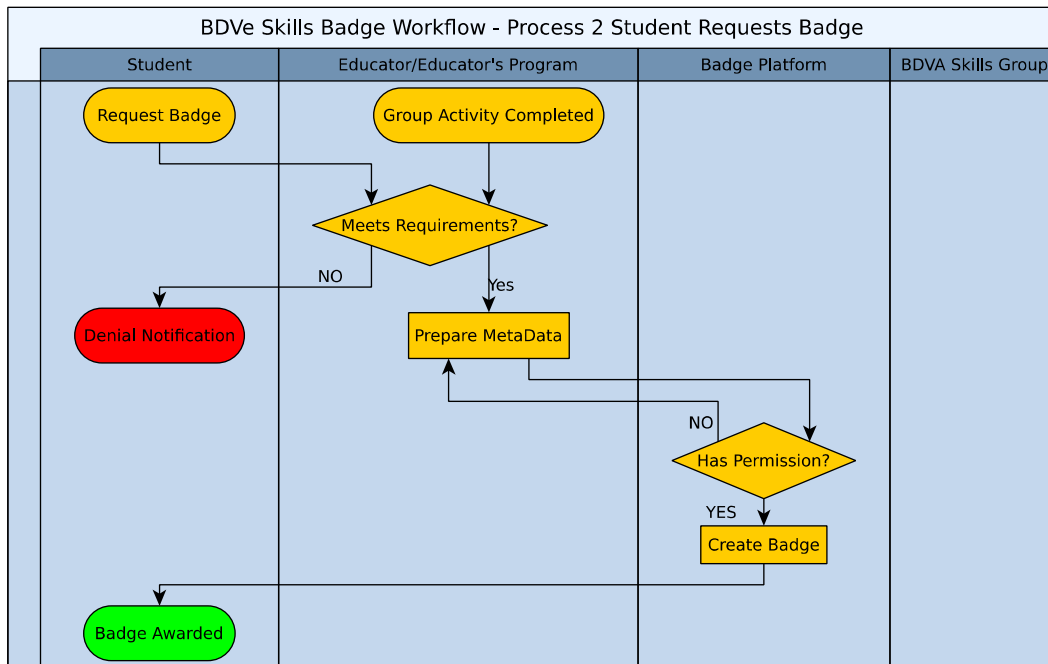 BDVe Skills Badge Workflow - Process 2 Student Requests Badge
Student
Educator/Educator's Program
Badge Platform
BDVA Skills Group
Request Badge
Group Activity Completed
Meets Requirements?
NO
Yes
Denial Notification
Prepare MetaData
NO
Has Permission?
YES
Create Badge
Badge Awarded